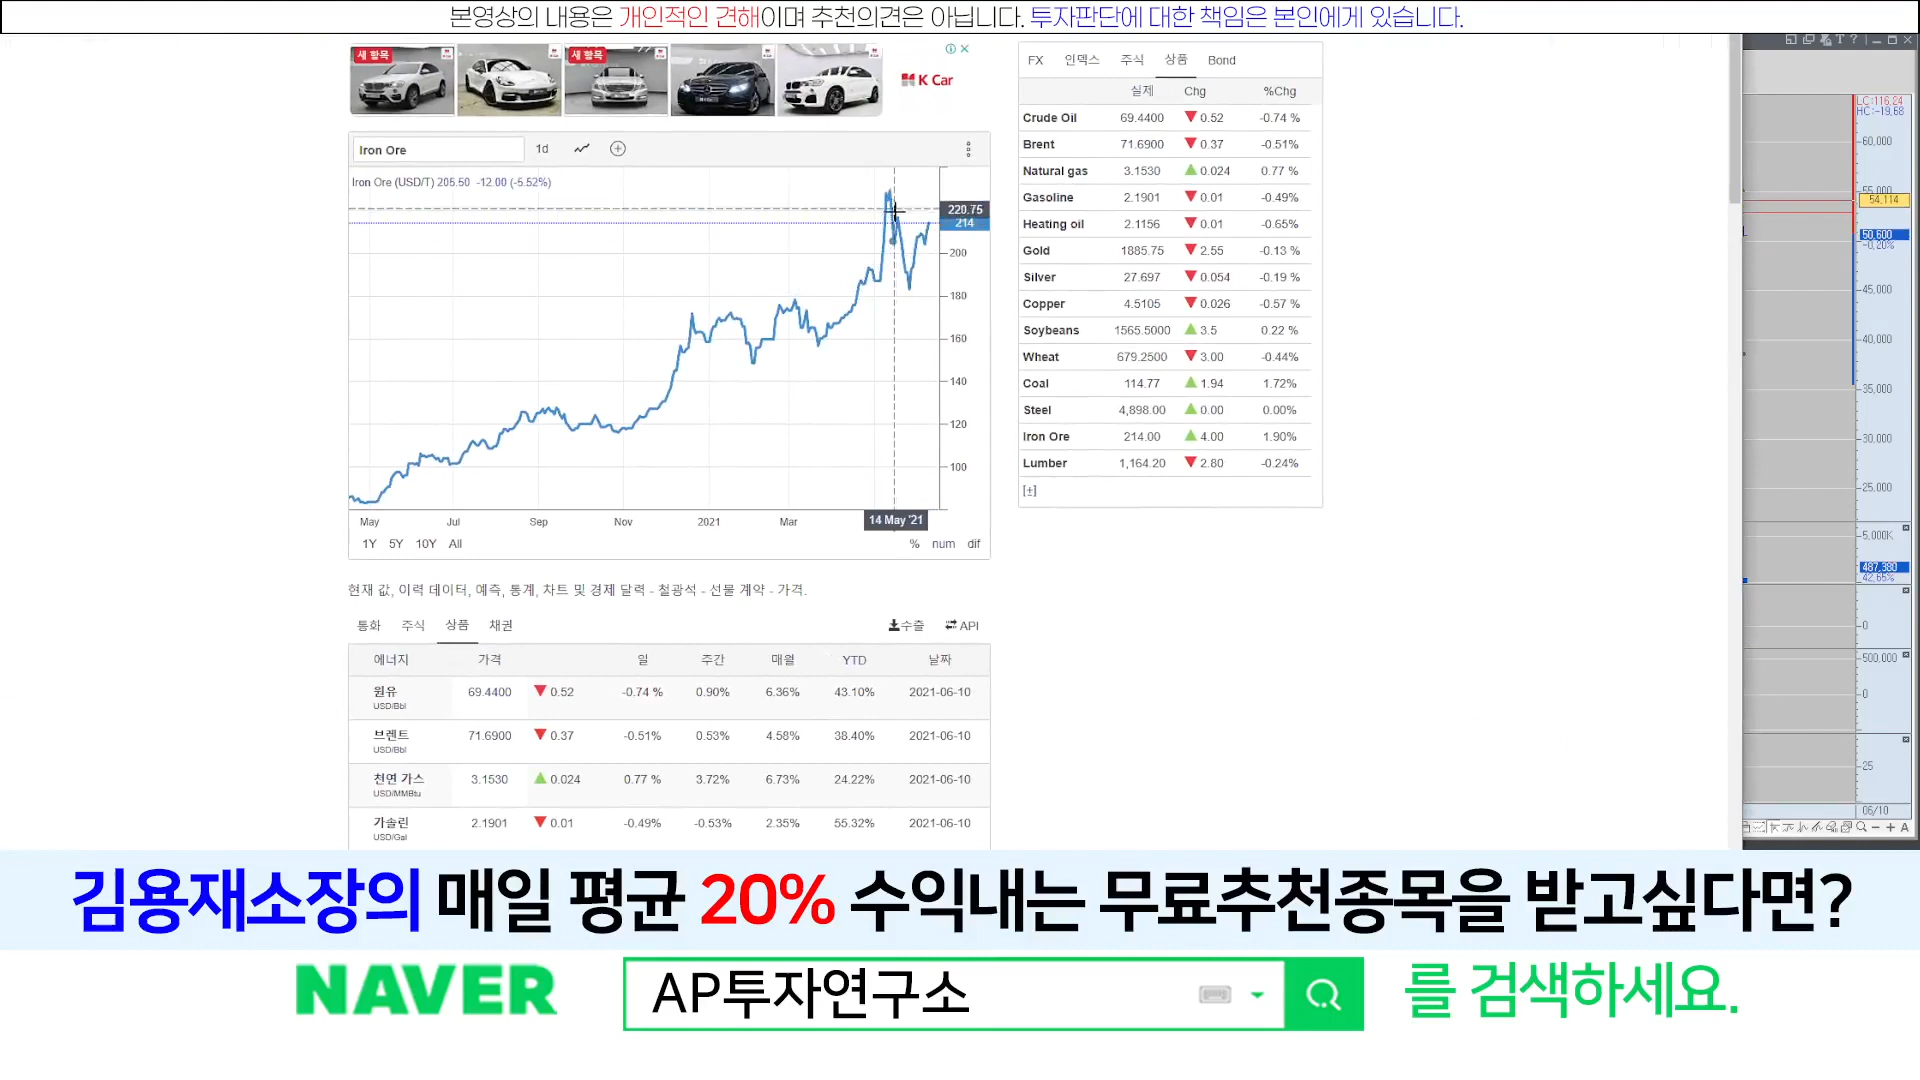 본영상의 내용은 개인적인 견해이며 추천의견은 아닙니다. 투자판단에 대한 책임은 본인에게 있습니다.
새 항목
새 항목
K Car
Iron Ore 1d
Iron Ore (USD/T) 205.50 -12.00 (-5.52%)
220.75
214
200
180
160
140
120
100
May Jul Sep Nov 2021 Mar 14 May '21
1Y 5Y 10Y All % num dif
FX 인덱스 주식 상품 Bond
실제 Chg %Chg
Crude Oil 69.4400 ▼ 0.52 -0.74 %
Brent 71.6900 ▼ 0.37 -0.51%
Natural gas 3.1530 ▲ 0.024 0.77 %
Gasoline 2.1901 ▼ 0.01 -0.49%
Heating oil 2.1156 ▼ 0.01 -0.65%
Gold 1885.75 ▼ 2.55 -0.13 %
Silver 27.697 ▼ 0.054 -0.19 %
Copper 4.5105 ▼ 0.026 -0.57 %
Soybeans 1565.5000 ▲ 3.5 0.22 %
Wheat 679.2500 ▼ 3.00 -0.44%
Coal 114.77 ▲ 1.94 1.72%
Steel 4,898.00 ▲ 0.00 0.00%
Iron Ore 214.00 ▲ 4.00 1.90%
Lumber 1,164.20 ▼ 2.80 -0.24%
[+]
현재 값, 이력 데이터, 예측, 통계, 차트 및 경제 달력 - 철광석 - 선물 계약 - 가격.
통화 주식 상품 채권 수출 API
에너지 가격 일 주간 매월 YTD 날짜
원유 69.4400 ▼ 0.52 -0.74 % 0.90% 6.36% 43.10% 2021-06-10
USD/Bbl
브렌트 71.6900 ▼ 0.37 -0.51% 0.53% 4.58% 38.40% 2021-06-10
USD/Bbl
천연 가스 3.1530 ▲ 0.024 0.77 % 3.72% 6.73% 24.22% 2021-06-10
USD/MMBtu
가솔린 2.1901 ▼ 0.01 -0.49% -0.53% 2.35% 55.32% 2021-06-10
USD/Gal
LC:116.24
HC:-19.68
60,000
55,000
54,114
50,600
-0.20%
45,000
40,000
35,000
30,000
25,000
5,000K
487,380
42.65%
0
500,000
0
25
06/10
김용재소장의 매일 평균 20% 수익내는 무료추천종목을 받고싶다면?
NAVER AP투자연구소 를 검색하세요.